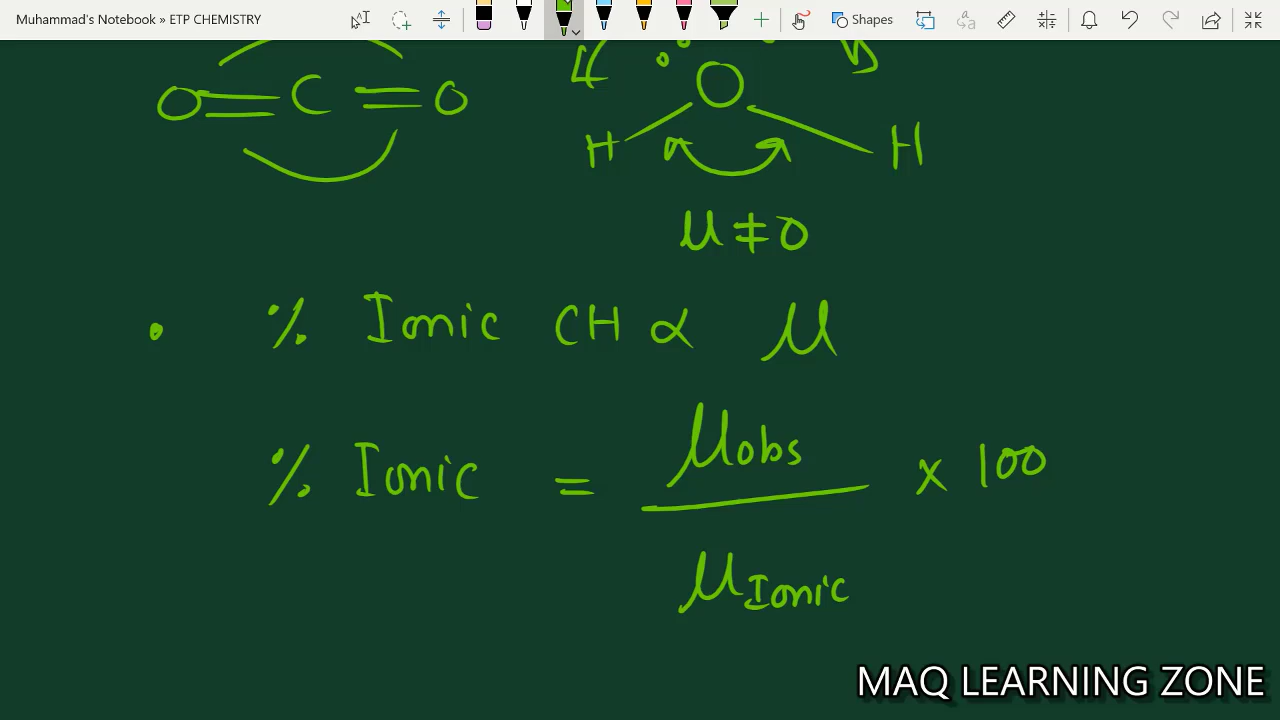 Muhammad's Notebook » ETP CHEMISTRY
Shapes
O=C=O
O
H H
μ≠0
• % Ionic CH ∝ μ
% Ionic = μobs / μIonic × 100
MAQ LEARNING ZONE